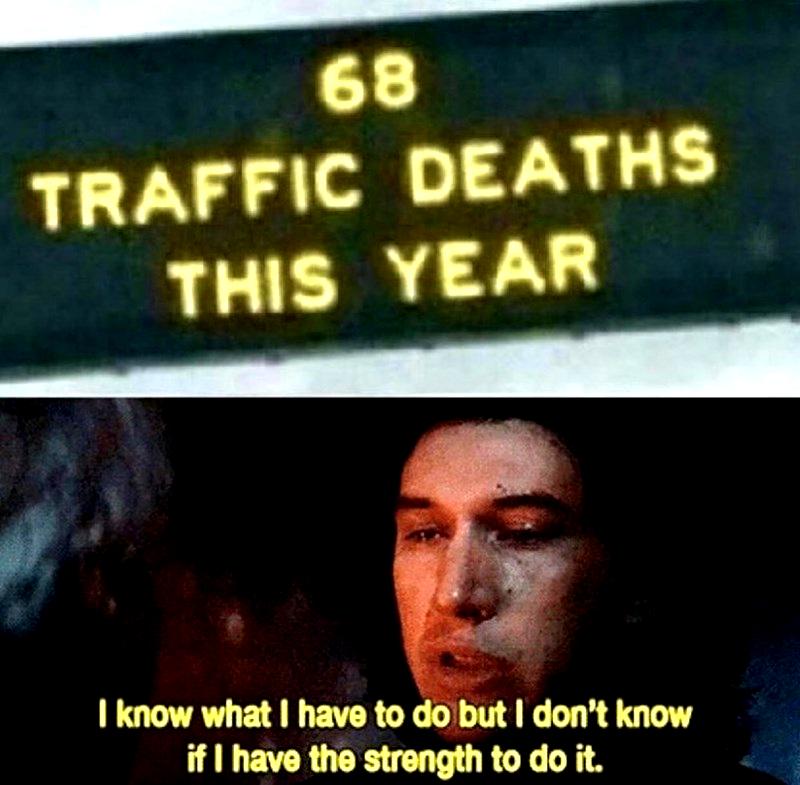 68
TRAFFIC DEATHS
THIS YEAR
I know what I have to do but I don't know
if I have the strength to do it.